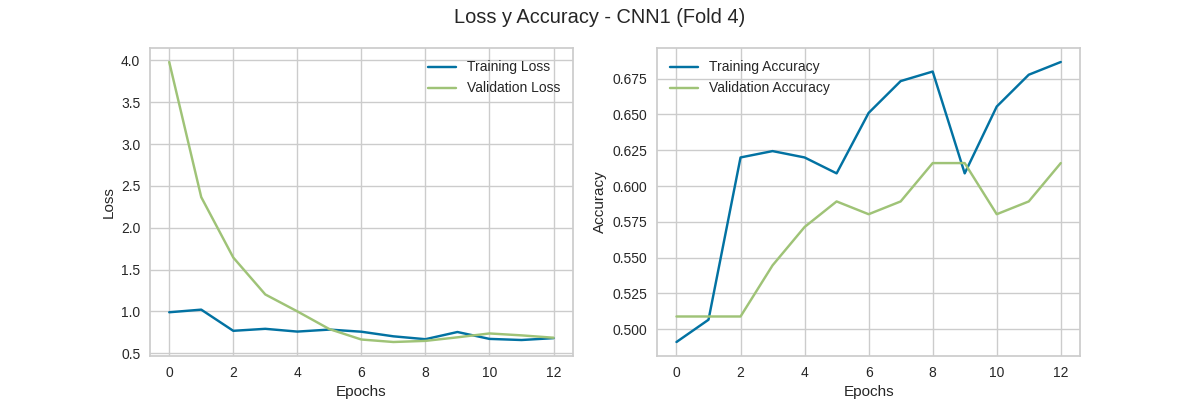 Loss y Accuracy - CNN1 (Fold 4)
4.0
3.5
3.0
2.5
2.0
1.5
1.0
0.5
Loss
Training Loss
Validation Loss
0 2 4 6 8 10 12
Epochs
0.675
0.650
0.625
0.600
0.575
0.550
0.525
0.500
Accuracy
Training Accuracy
Validation Accuracy
0 2 4 6 8 10 12
Epochs